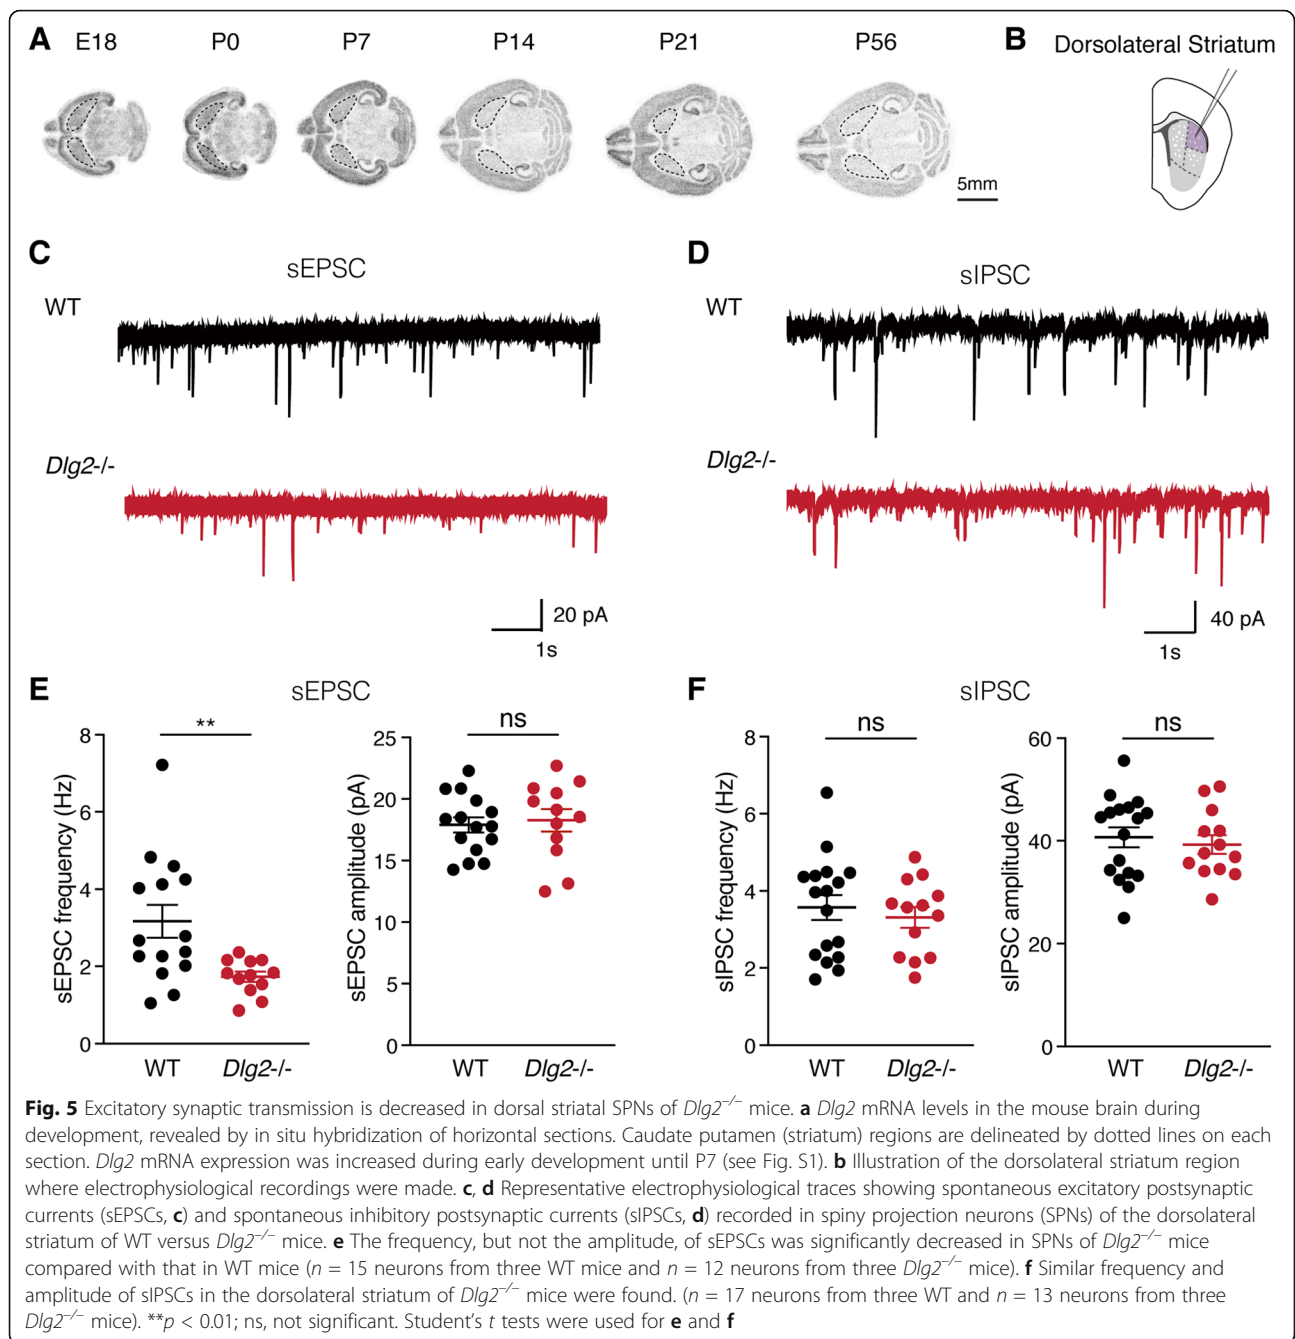 A E18 P0 P7 P14 P21 P56 B Dorsolateral Striatum
5mm
C sEPSC D sIPSC
WT WT
Dlg2-/- Dlg2-/-
20 pA 40 pA
1s 1s
E sEPSC F sIPSC
** ns ns ns
8 25 8 60
6 20 6
15 40
4 4
10
20
2 5 2
0 0 0 0
sEPSC frequency (Hz)
sEPSC amplitude (pA)
sIPSC frequency (Hz)
sIPSC amplitude (pA)
WT Dlg2-/- WT Dlg2-/- WT Dlg2-/- WT Dlg2-/-
Fig. 5 Excitatory synaptic transmission is decreased in dorsal striatal SPNs of Dlg2−/− mice. a Dlg2 mRNA levels in the mouse brain during
development, revealed by in situ hybridization of horizontal sections. Caudate putamen (striatum) regions are delineated by dotted lines on each
section. Dlg2 mRNA expression was increased during early development until P7 (see Fig. S1). b Illustration of the dorsolateral striatum region
where electrophysiological recordings were made. c, d Representative electrophysiological traces showing spontaneous excitatory postsynaptic
currents (sEPSCs, c) and spontaneous inhibitory postsynaptic currents (sIPSCs, d) recorded in spiny projection neurons (SPNs) of the dorsolateral
striatum of WT versus Dlg2−/− mice. e The frequency, but not the amplitude, of sEPSCs was significantly decreased in SPNs of Dlg2−/− mice
compared with that in WT mice (n = 15 neurons from three WT mice and n = 12 neurons from three Dlg2−/− mice). f Similar frequency and
amplitude of sIPSCs in the dorsolateral striatum of Dlg2−/− mice were found. (n = 17 neurons from three WT and n = 13 neurons from three
Dlg2−/− mice). **p < 0.01; ns, not significant. Student's t tests were used for e and f